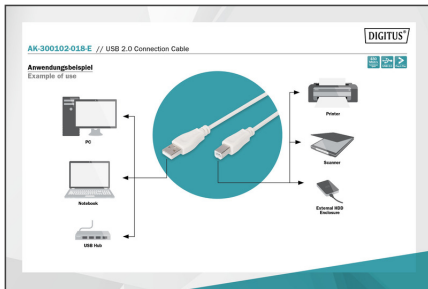 DIGITUS®
AK-300102-018-E // USB 2.0 Connection Cable
Anwendungsbeispiel
Example of use
PC
Notebook
USB Hub
Printer
Scanner
External HDD
Enclosure